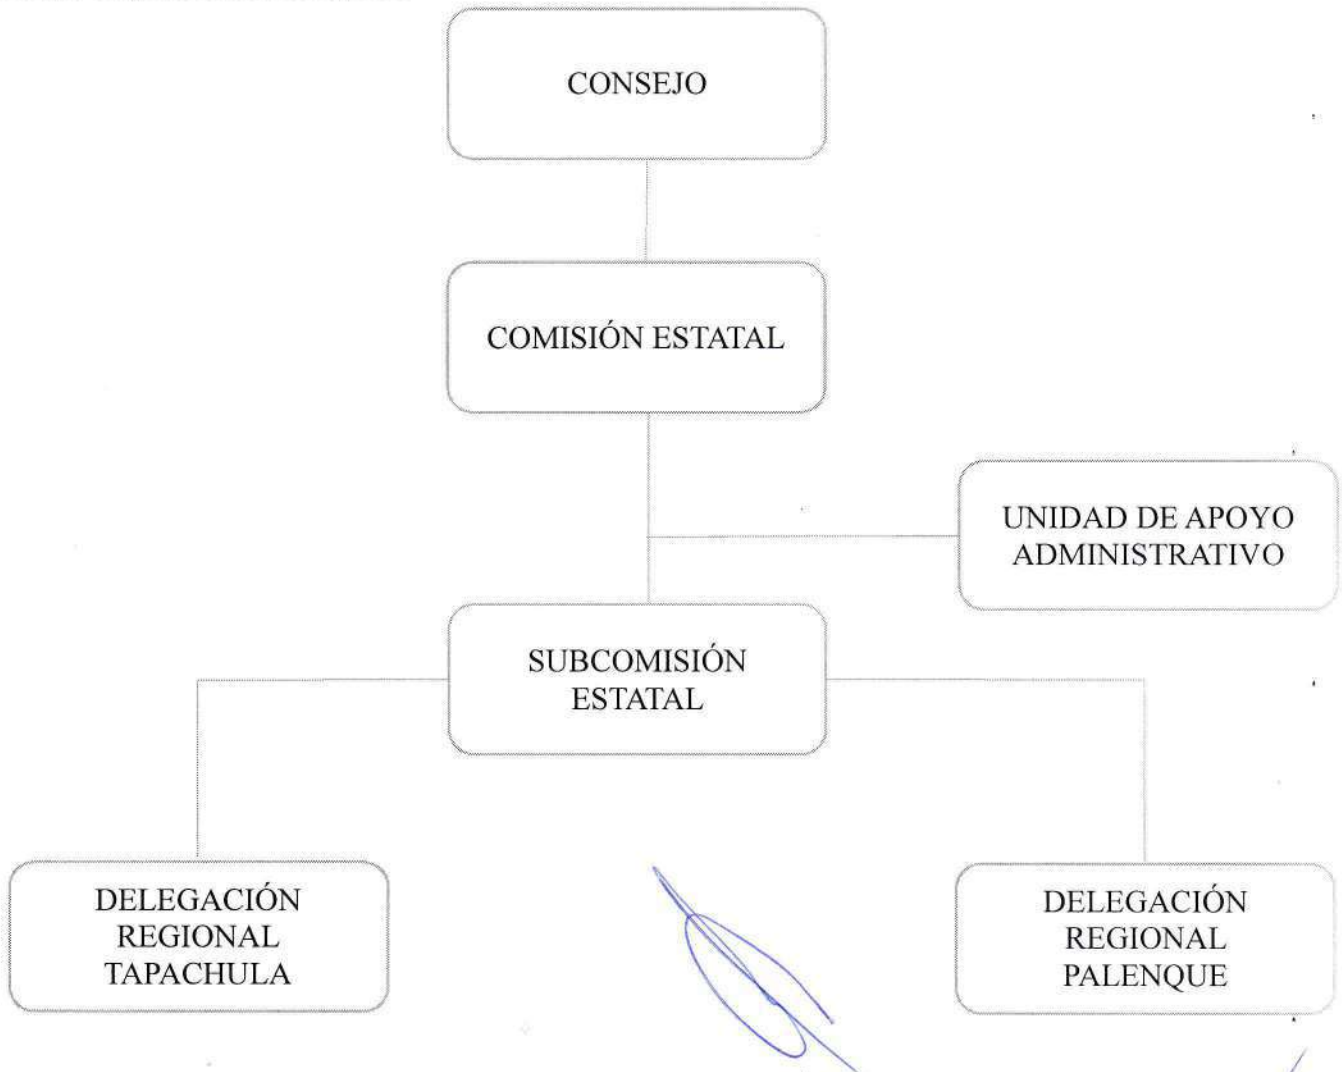 CONSEJO
COMISIÓN ESTATAL
UNIDAD DE APOYO
ADMINISTRATIVO
SUBCOMISIÓN
ESTATAL
DELEGACIÓN
REGIONAL
TAPACHULA
DELEGACIÓN
REGIONAL
PALENQUE